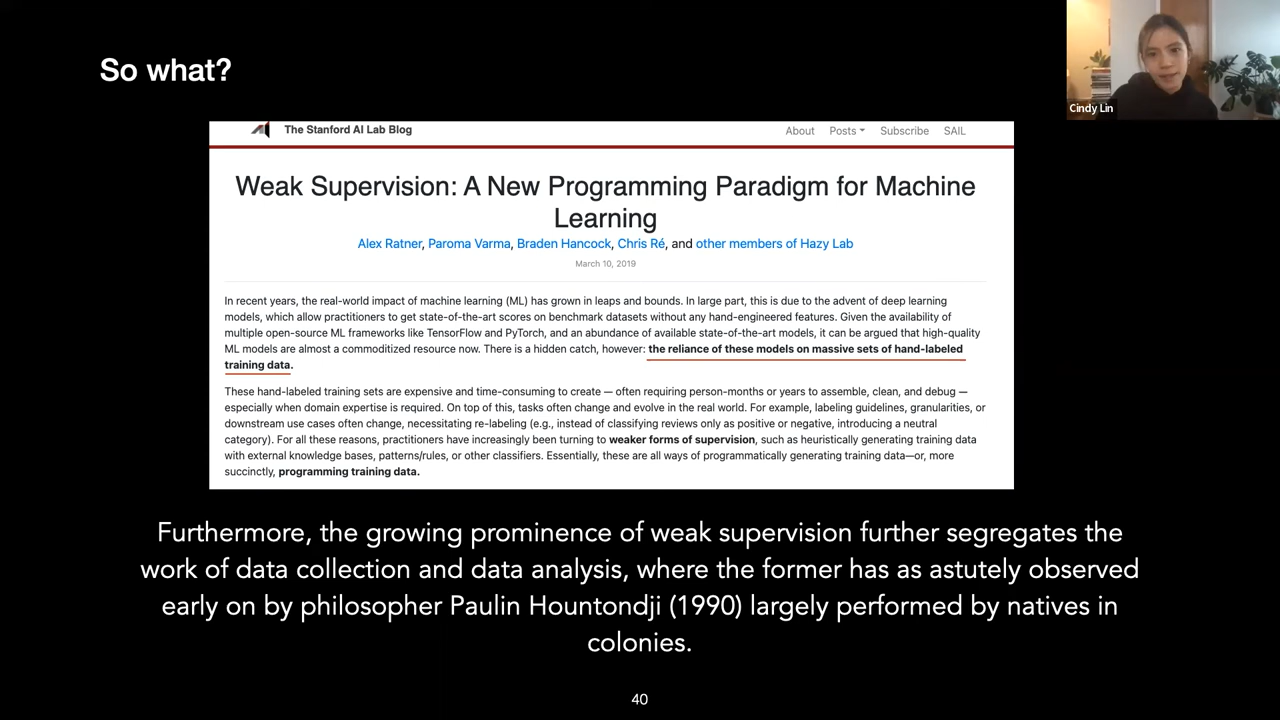 So what?
Cindy Lin
The Stanford AI Lab Blog
About Posts Subscribe SAIL
Weak Supervision: A New Programming Paradigm for Machine
Learning
Alex Ratner, Paroma Varma, Braden Hancock, Chris Ré, and other members of Hazy Lab
March 10, 2019
In recent years, the real-world impact of machine learning (ML) has grown in leaps and bounds. In large part, this is due to the advent of deep learning
models, which allow practitioners to get state-of-the-art scores on benchmark datasets without any hand-engineered features. Given the availability of
multiple open-source ML frameworks like TensorFlow and PyTorch, and an abundance of available state-of-the-art models, it can be argued that high-quality
ML models are almost a commoditized resource now. There is a hidden catch, however: the reliance of these models on massive sets of hand-labeled
training data.
These hand-labeled training sets are expensive and time-consuming to create — often requiring person-months or years to assemble, clean, and debug —
especially when domain expertise is required. On top of this, tasks often change and evolve in the real world. For example, labeling guidelines, granularities, or
downstream use cases often change, necessitating re-labeling (e.g., instead of classifying reviews only as positive or negative, introducing a neutral
category). For all these reasons, practitioners have increasingly been turning to weaker forms of supervision, such as heuristically generating training data
with external knowledge bases, patterns/rules, or other classifiers. Essentially, these are all ways of programmatically generating training data—or, more
succinctly, programming training data.
Furthermore, the growing prominence of weak supervision further segregates the
work of data collection and data analysis, where the former has as astutely observed
early on by philosopher Paulin Hountondji (1990) largely performed by natives in
colonies.
40